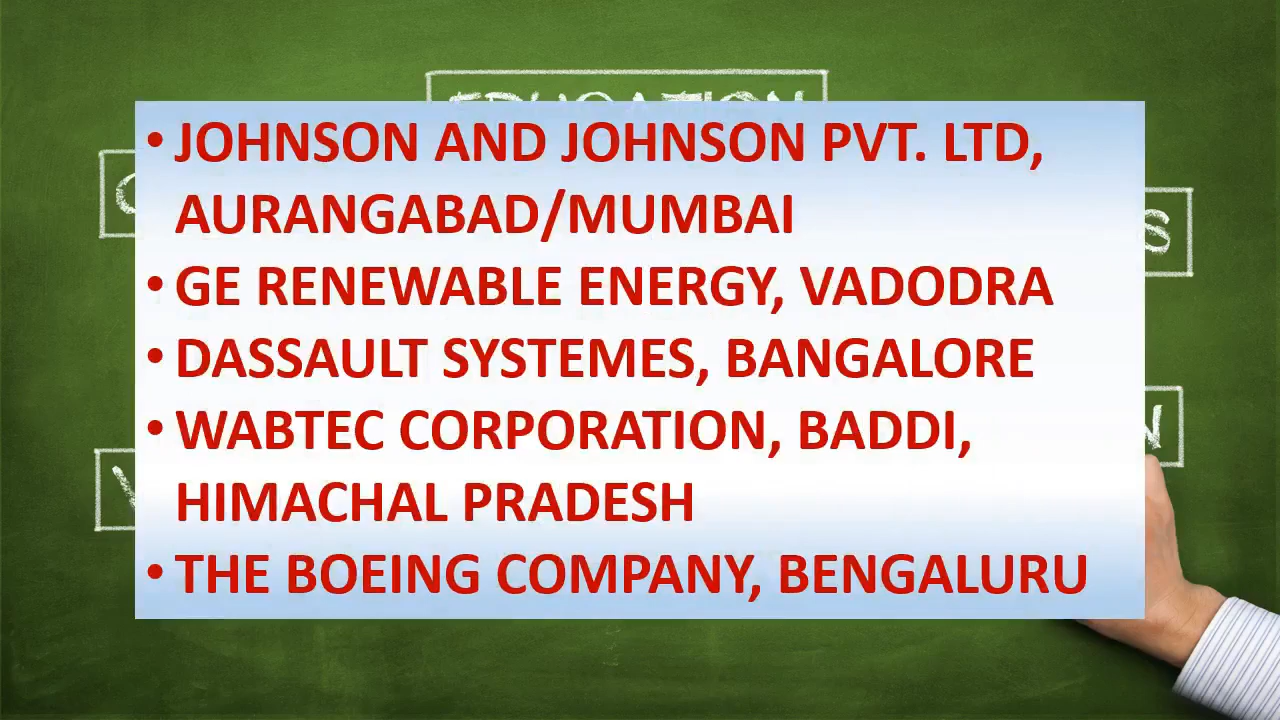 EDUCATION
• JOHNSON AND JOHNSON PVT. LTD,
AURANGABAD/MUMBAI
• GE RENEWABLE ENERGY, VADODRA
• DASSAULT SYSTEMES, BANGALORE
• WABTEC CORPORATION, BADDI,
HIMACHAL PRADESH
• THE BOEING COMPANY, BENGALURU